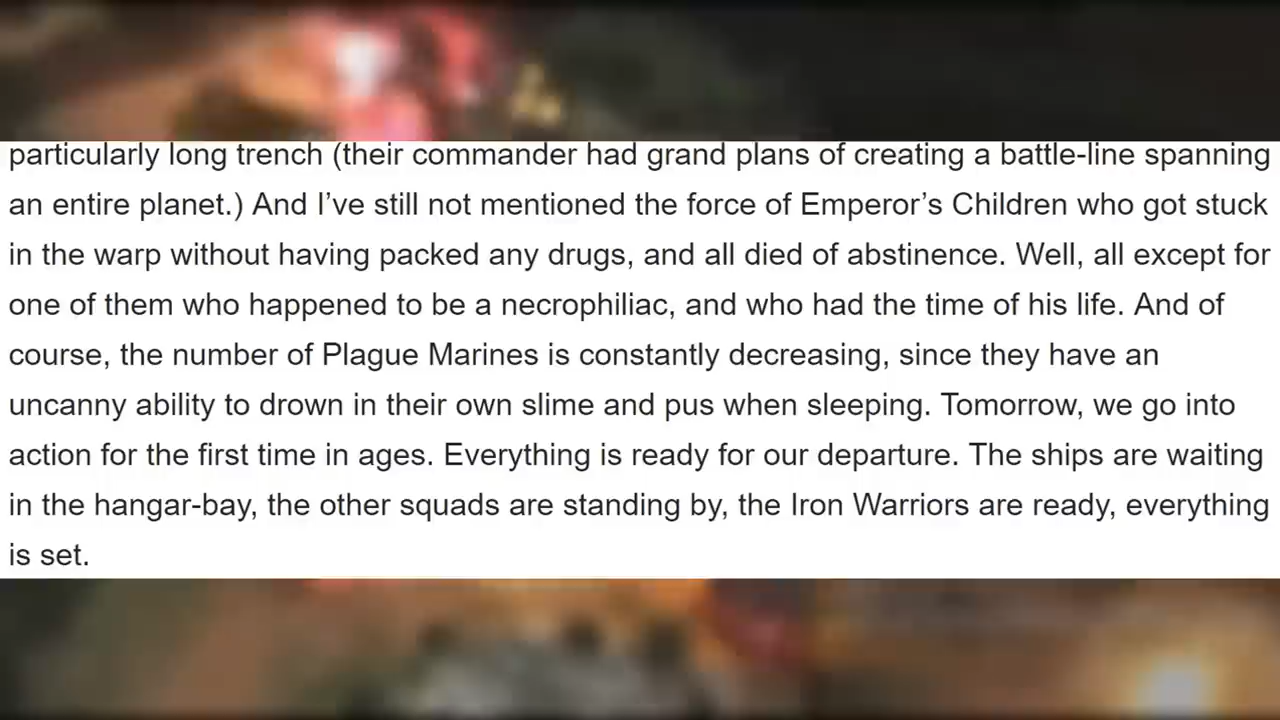 particularly long trench (their commander had grand plans of creating a battle-line spanning
an entire planet.) And I’ve still not mentioned the force of Emperor’s Children who got stuck
in the warp without having packed any drugs, and all died of abstinence. Well, all except for
one of them who happened to be a necrophiliac, and who had the time of his life. And of
course, the number of Plague Marines is constantly decreasing, since they have an
uncanny ability to drown in their own slime and pus when sleeping. Tomorrow, we go into
action for the first time in ages. Everything is ready for our departure. The ships are waiting
in the hangar-bay, the other squads are standing by, the Iron Warriors are ready, everything
is set.